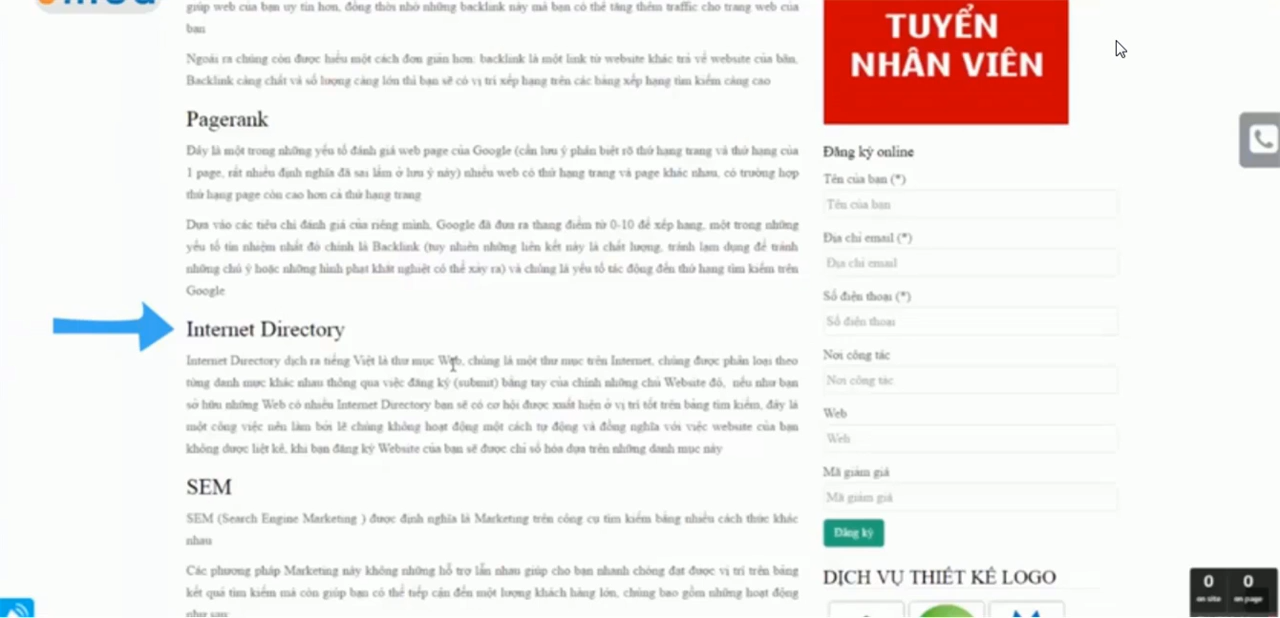 giúp web của bạn uy tín hơn, đồng thời nhờ những backlink này mà bạn có thể tăng thêm traffic cho trang web của
bạn
Ngoài ra chúng còn được hiểu một cách đơn giản hơn: backlink là một link từ website khác trả về website của bạn,
Backlink càng chất và số lượng càng lớn thì bạn sẽ có vị trí xếp hạng trên các bảng xếp hạng tìm kiếm càng cao
Pagerank
Đây là một trong những yếu tố đánh giá web page của Google (cần lưu ý phân biệt rõ thứ hạng trang và thứ hạng của
1 page, rất nhiều định nghĩa đã sai lầm ở lưu ý này) nhiều web có thứ hạng trang và page khác nhau, có trường hợp
thứ hạng page còn cao hơn cả thứ hạng trang
Dựa vào các tiêu chí đánh giá của riêng mình, Google đã đưa ra thang điểm từ 0-10 để xếp hạng, một trong những
yếu tố tín nhiệm nhất đó chính là Backlink (tuy nhiên những liên kết này là chất lượng, tránh lạm dụng để tránh
những chú ý hoặc những hình phạt khắt nghiệt có thể xảy ra) và chúng là yếu tố tác động đến thứ hạng tìm kiếm trên
Google
Internet Directory
Internet Directory dịch ra tiếng Việt là thư mục Web, chúng là một thư mục trên Internet, chúng được phân loại theo
từng danh mục khác nhau thông qua việc đăng ký (submit) bằng tay của chính những chủ Website đó, nếu như bạn
sở hữu những Web có nhiều Internet Directory bạn sẽ có cơ hội được xuất hiện ở vị trí tốt trên bảng tìm kiếm, đây là
một công việc nên làm bởi lẽ chúng không hoạt động một cách tự động và đồng nghĩa với việc website của bạn
không được liệt kê, khi bạn đăng ký Website của bạn sẽ được chỉ số hóa dựa trên những danh mục này
SEM
SEM (Search Engine Marketing ) được định nghĩa là Marketing trên công cụ tìm kiếm bằng nhiều cách thức khác
nhau
Các phương pháp Marketing này không những hỗ trợ lẫn nhau giúp cho bạn nhanh chóng đạt được vị trí trên bảng
kết quả tìm kiếm mà còn giúp bạn có thể tiếp cận đến một lượng khách hàng lớn, chúng bao gồm những hoạt động
như sau:
TUYỂN
NHÂN VIÊN
Đăng ký online
Tên của bạn (*)
Tên của bạn
Địa chỉ email (*)
Địa chỉ email
Số điện thoại (*)
Số điện thoại
Nơi công tác
Nơi công tác
Web
Web
Mã giảm giá
Mã giảm giá
Đăng ký
DỊCH VỤ THIẾT KẾ LOGO
0 0
on site on page